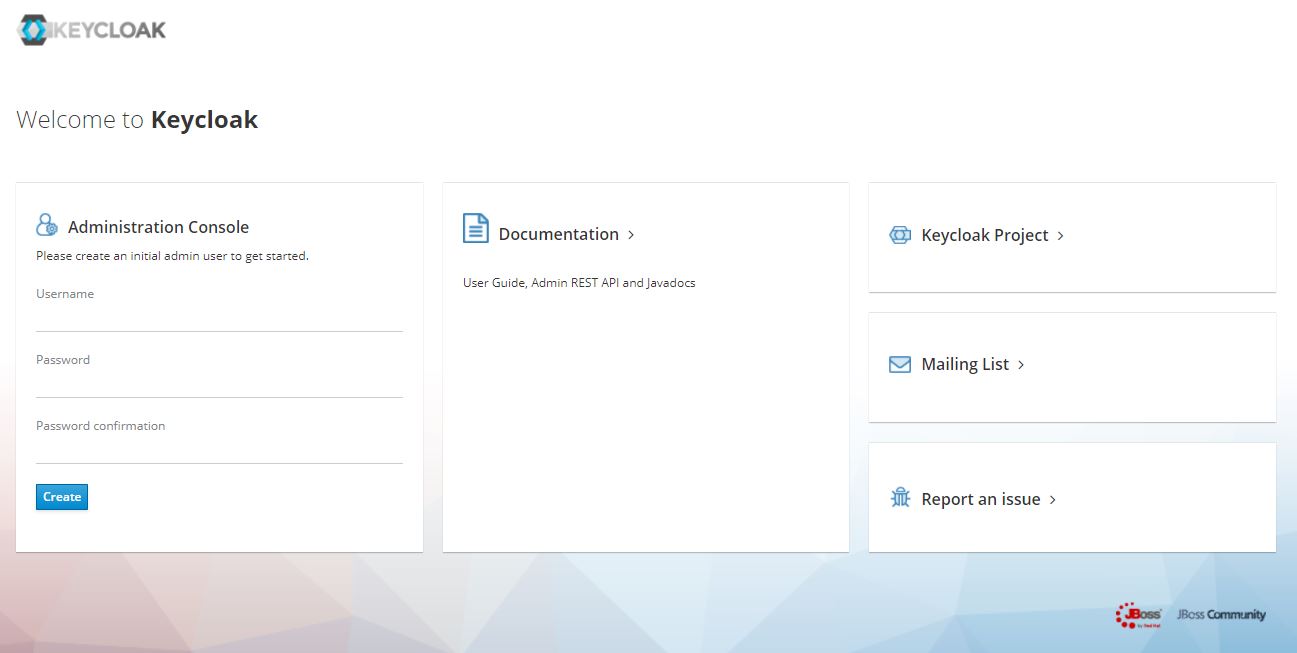 KEYCLOAK
Welcome to Keycloak
Administration Console
Please create an initial admin user to get started.
Username
Password
Password confirmation
Create
Documentation >
User Guide, Admin REST API and Javadocs
Keycloak Project >
Mailing List >
Report an issue >
JBoss
by Red Hat
JBoss Community